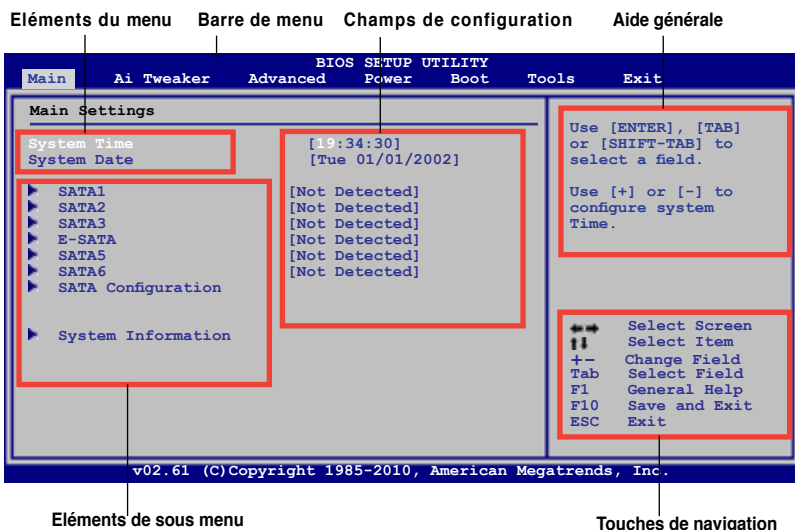 Eléments du menu Barre de menu Champs de configuration Aide générale
BIOS SETUP UTILITY
Main Ai Tweaker Advanced Power Boot Tools Exit
Main Settings
System Time [19:34:30]
System Date [Tue 01/01/2002]
SATA1 [Not Detected]
SATA2 [Not Detected]
SATA3 [Not Detected]
E-SATA [Not Detected]
SATA5 [Not Detected]
SATA6 [Not Detected]
SATA Configuration
System Information
Use [ENTER], [TAB]
or [SHIFT-TAB] to
select a field.
Use [+] or [-] to
configure system
Time.
←→ Select Screen
↑↓ Select Item
+- Change Field
Tab Select Field
F1 General Help
F10 Save and Exit
ESC Exit
v02.61 (C)Copyright 1985-2010, American Megatrends, Inc.
Eléments de sous menu Touches de navigation